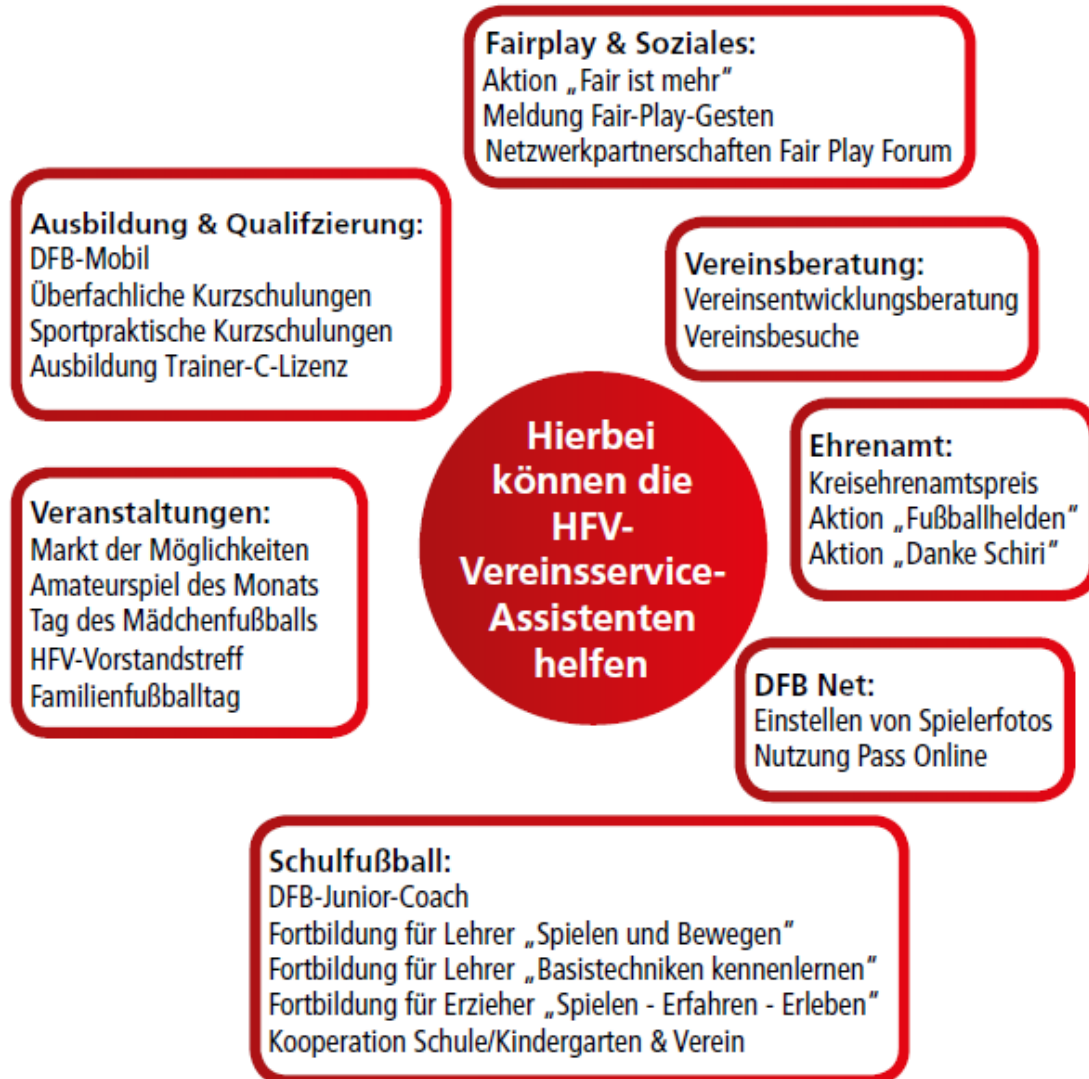 Fairplay & Soziales:
Aktion „Fair ist mehr“
Meldung Fair-Play-Gesten
Netzwerkpartnerschaften Fair Play Forum
Ausbildung & Qualifzierung:
DFB-Mobil
Überfachliche Kurzschulungen
Sportpraktische Kurzschulungen
Ausbildung Trainer-C-Lizenz
Vereinsberatung:
Vereinsentwicklungsberatung
Vereinsbesuche
Hierbei
können die
HFV-
Vereinsservice-
Assistenten
helfen
Ehrenamt:
Kreisehrenamtspreis
Aktion „Fußballhelden“
Aktion „Danke Schiri“
Veranstaltungen:
Markt der Möglichkeiten
Amateurspiel des Monats
Tag des Mädchenfußballs
HFV-Vorstandstreff
Familienfußballtag
DFB Net:
Einstellen von Spielerfotos
Nutzung Pass Online
Schulfußball:
DFB-Junior-Coach
Fortbildung für Lehrer „Spielen und Bewegen“
Fortbildung für Lehrer „Basistechniken kennenlernen“
Fortbildung für Erzieher „Spielen - Erfahren - Erleben“
Kooperation Schule/Kindergarten & Verein